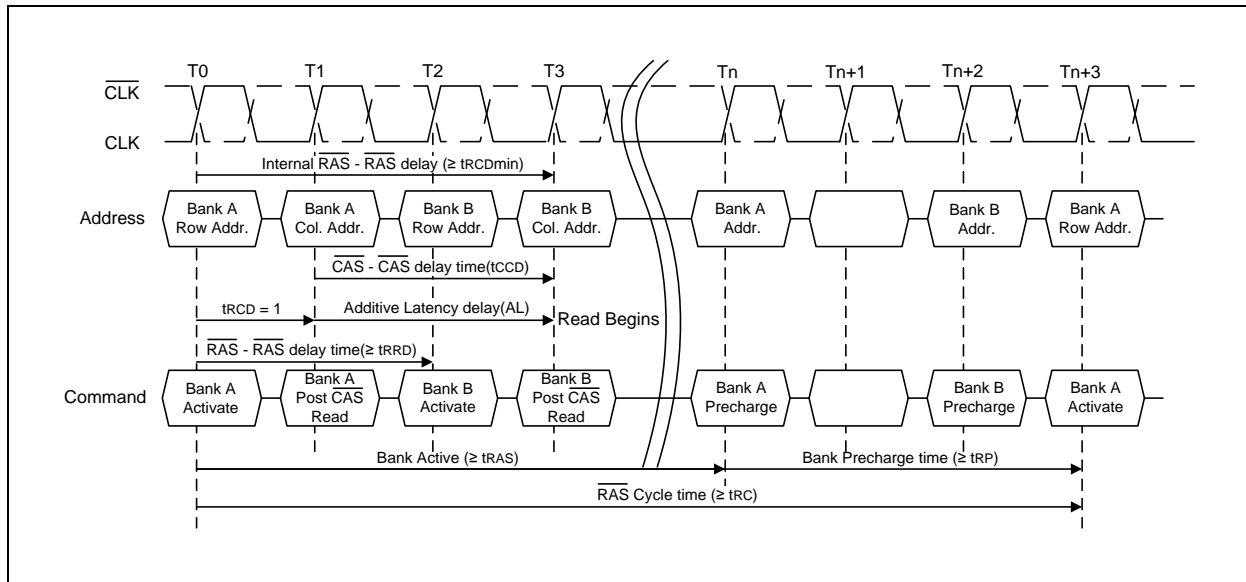 T0 T1 T2 T3 Tn Tn+1 Tn+2 Tn+3
CLK
CLK
Internal RAS - RAS delay (≥ tRCDmin)
Address
Bank A
Row Addr.
Bank A
Col. Addr.
Bank B
Row Addr.
Bank B
Col. Addr.
Bank A
Addr.
Bank B
Addr.
Bank A
Row Addr.
CAS - CAS delay time(tCCD)
tRCD = 1
Additive Latency delay(AL)
Read Begins
RAS - RAS delay time(≥ tRRD)
Command
Bank A
Activate
Bank A
Post CAS
Read
Bank B
Activate
Bank B
Post CAS
Read
Bank A
Precharge
Bank B
Precharge
Bank A
Activate
Bank Active (≥ tRAS)
Bank Precharge time (≥ tRP)
RAS Cycle time (≥ tRC)